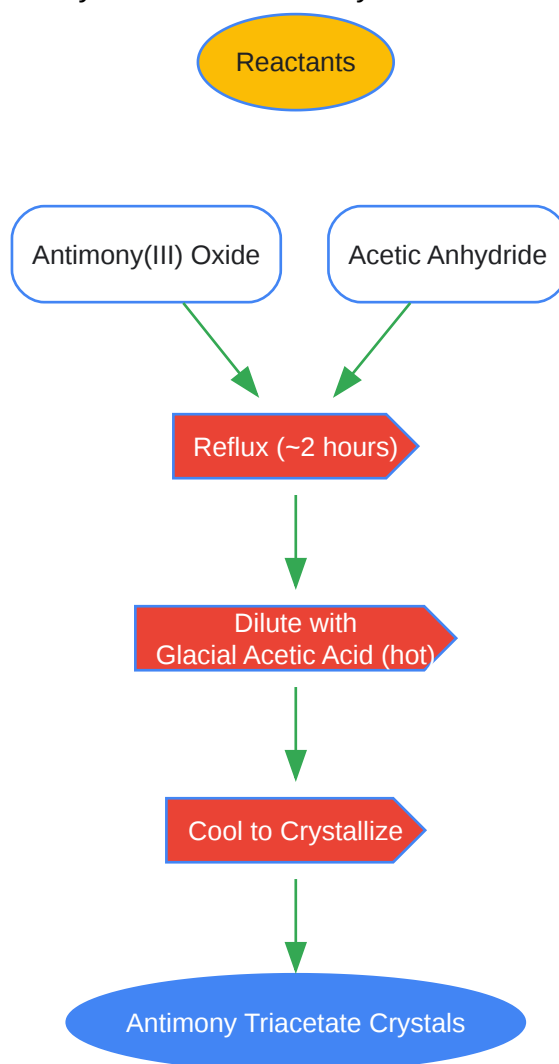 Reactants
Antimony(III) Oxide
Acetic Anhydride
Reflux (~2 hours)
Dilute with
Glacial Acetic Acid (hot)
Cool to Crystallize
Antimony Triacetate Crystals